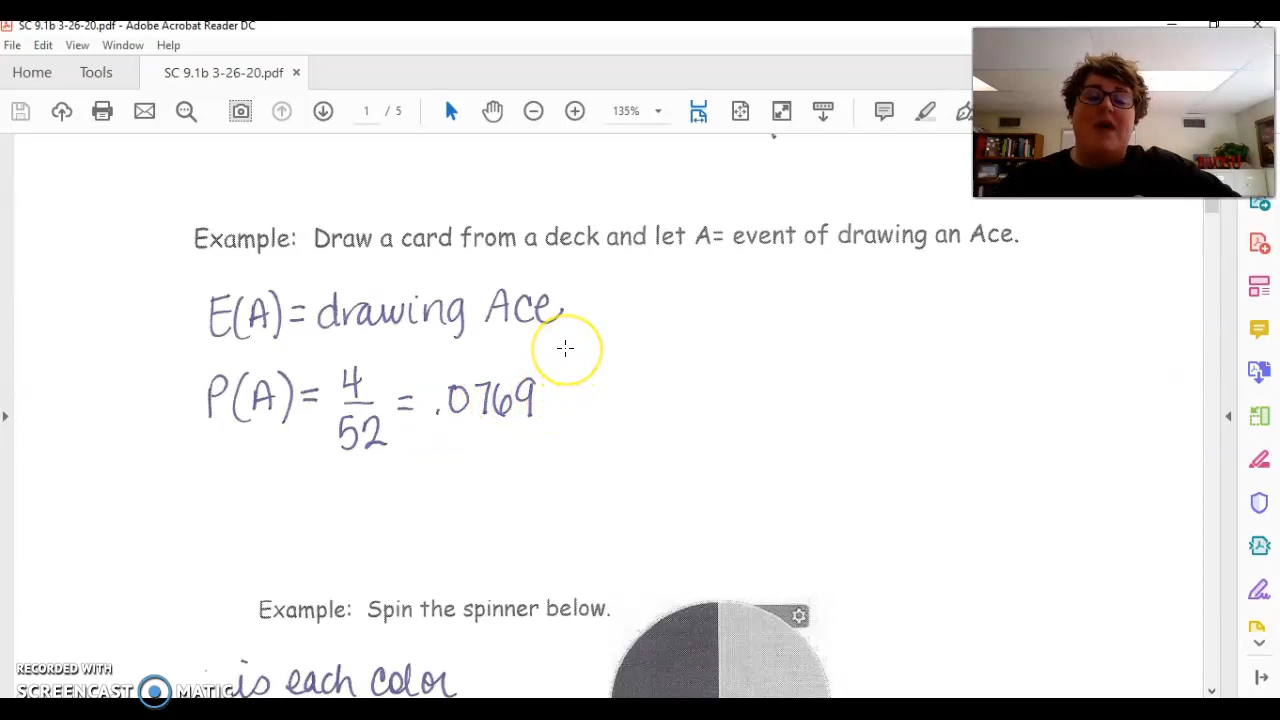 SC 9.1b 3-26-20.pdf - Adobe Acrobat Reader DC
File Edit View Window Help
Home Tools SC 9.1b 3-26-20.pdf ×
1 / 5 135%
Example: Draw a card from a deck and let A= event of drawing an Ace.
E(A)= drawing Ace
P(A)= 4/52 = .0769
Example: Spin the spinner below.
is each color
RECORDED WITH
SCREENCAST MATIC